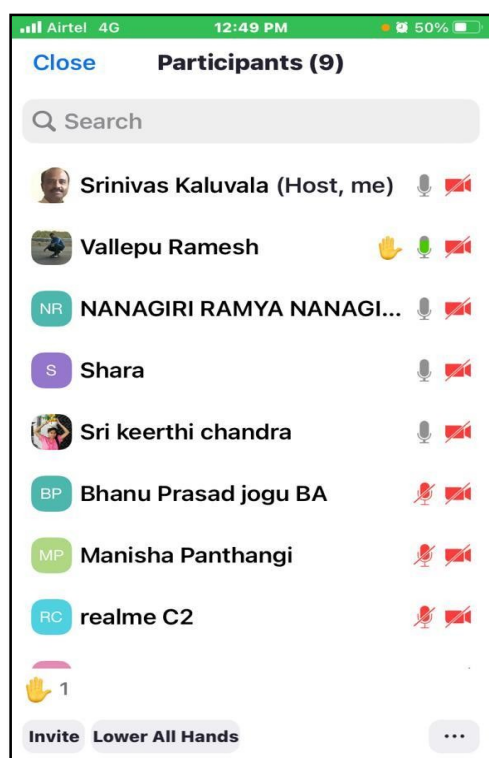 Airtel 4G 12:49 PM 50%
Close Participants (9)
Search
Srinivas Kaluvala (Host, me)
Vallepu Ramesh
NR NANAGIRI RAMYA NANAGI...
S Shara
Sri keerthi chandra
BP Bhanu Prasad jogu BA
MP Manisha Panthangi
RC realme C2
1
Invite Lower All Hands ...